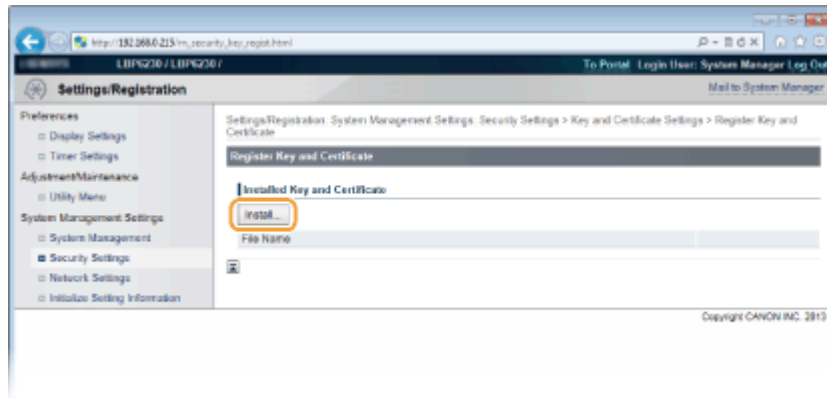 http://192.168.0.215/m_security_key_regist.html
LBP6230 / LBP6230 /
To Portal Login User: System Manager Log Out
Settings/Registration
Mail to System Manager
Preferences
Display Settings
Timer Settings
Adjustment/Maintenance
Utility Menu
System Management Settings
System Management
Security Settings
Network Settings
Initialize Setting Information
Settings/Registration: System Management Settings: Security Settings > Key and Certificate Settings > Register Key and
Certificate
Register Key and Certificate
Installed Key and Certificate
Install...
File Name
Copyright CANON INC. 2013